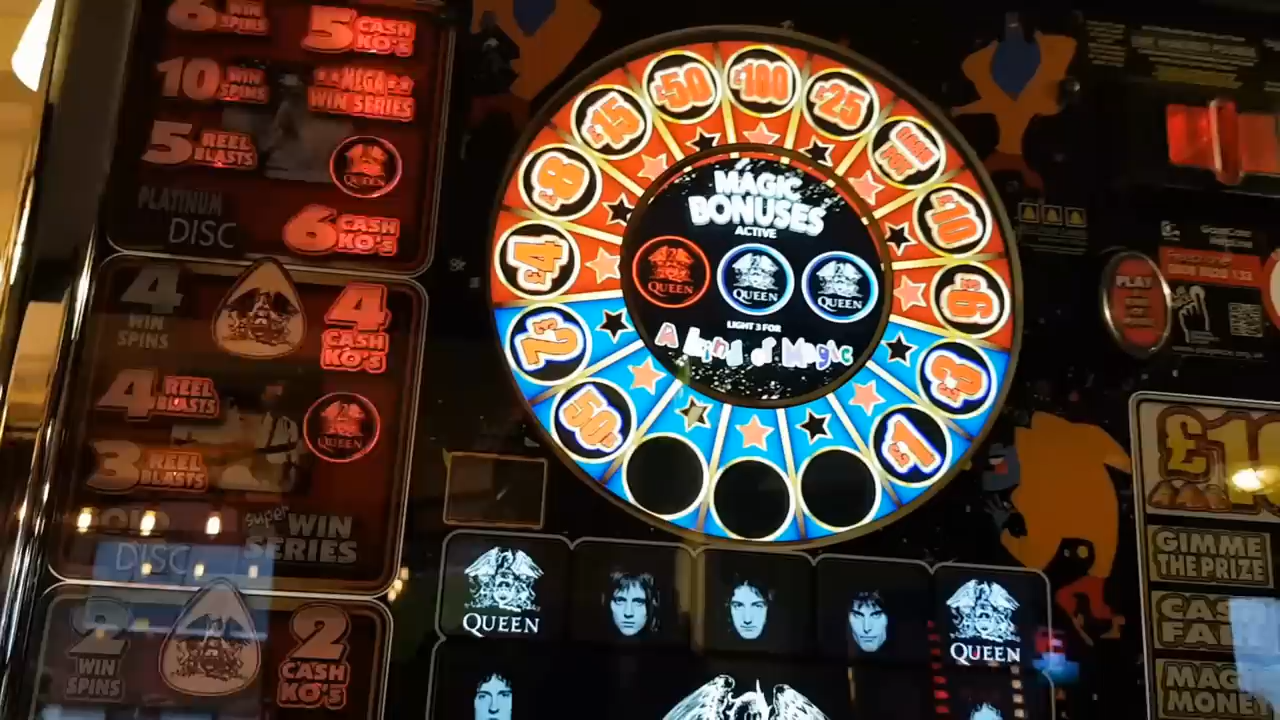 6 WIN SPINS
5 CASH KO'S
10 WIN SPINS
MEGA
WIN SERIES
5 REEL BLASTS
QUEEN
PLATINUM
DISC
6 CASH KO'S
4
WIN
SPINS
4
CASH
KO'S
4 REEL BLASTS
QUEEN
3 REEL BLASTS
GOLD
DISC
super WIN
SERIES
2
WIN
SPINS
2
CASH
KO'S
£50
£100
£25
£15
£8
£10
£4
£6
£2
£3
50P
£1
MAGIC
BONUSES
ACTIVE
QUEEN
QUEEN
QUEEN
LIGHT 3 FOR
A kind of Magic
QUEEN
QUEEN
PLAY
GIMME
THE PRIZE
MONEY